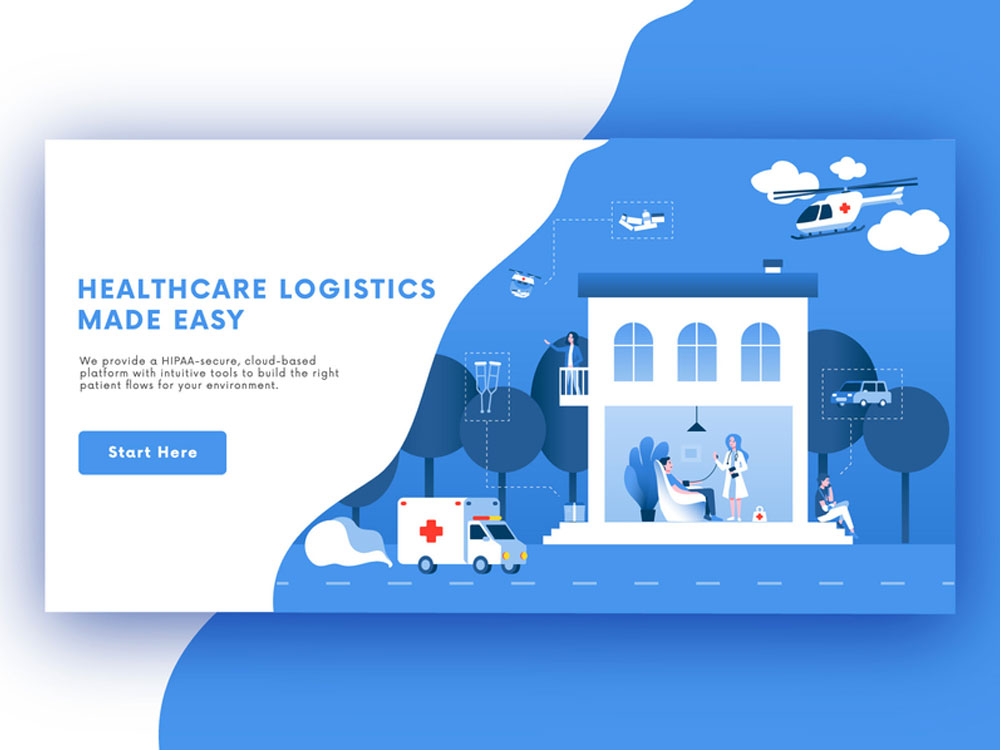 HEALTHCARE LOGISTICS
MADE EASY
We provide a HIPAA-secure, cloud-based
platform with intuitive tools to build the right
patient flows for your environment.
Start Here